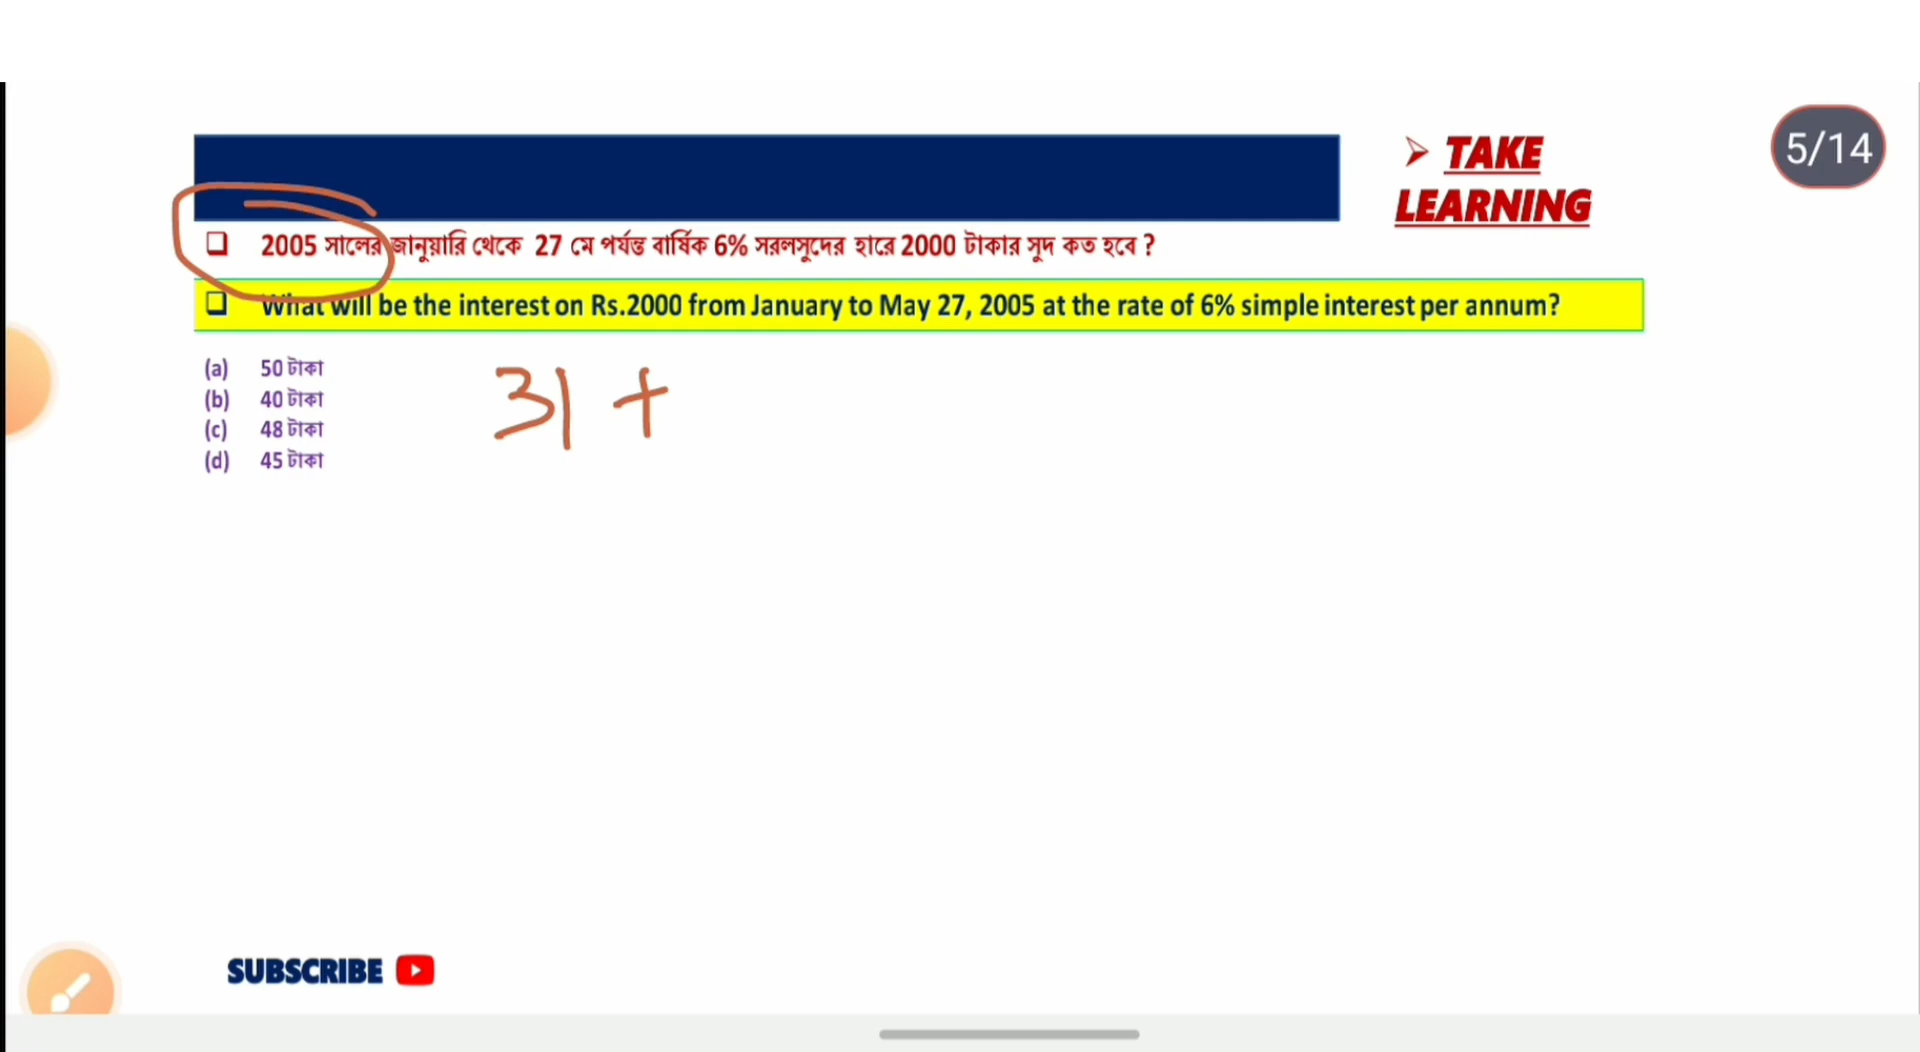 TAKE
LEARNING
5/14
2005 সালের জানুয়ারি থেকে 27 মে পর্যন্ত বার্ষিক 6% সরলসুদের হারে 2000 টাকার সুদ কত হবে ?
What will be the interest on Rs.2000 from January to May 27, 2005 at the rate of 6% simple interest per annum?
(a) 50 টাকা
(b) 40 টাকা
(c) 48 টাকা
(d) 45 টাকা
31 +
SUBSCRIBE